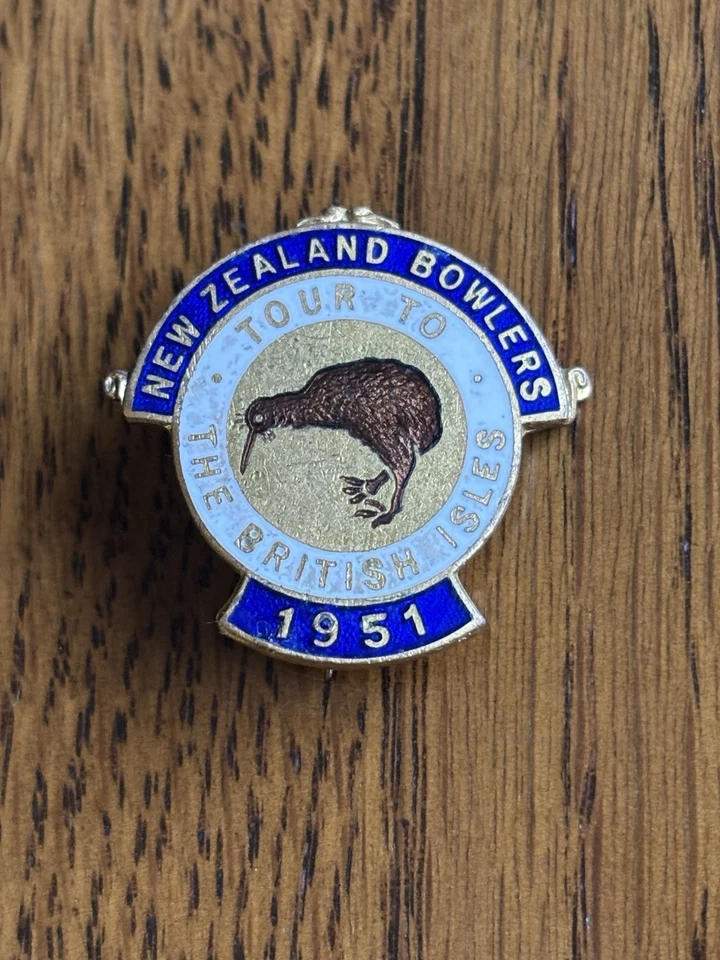 NEW ZEALAND BOWLERS
· TOUR TO ·
THE BRITISH ISLES
1951